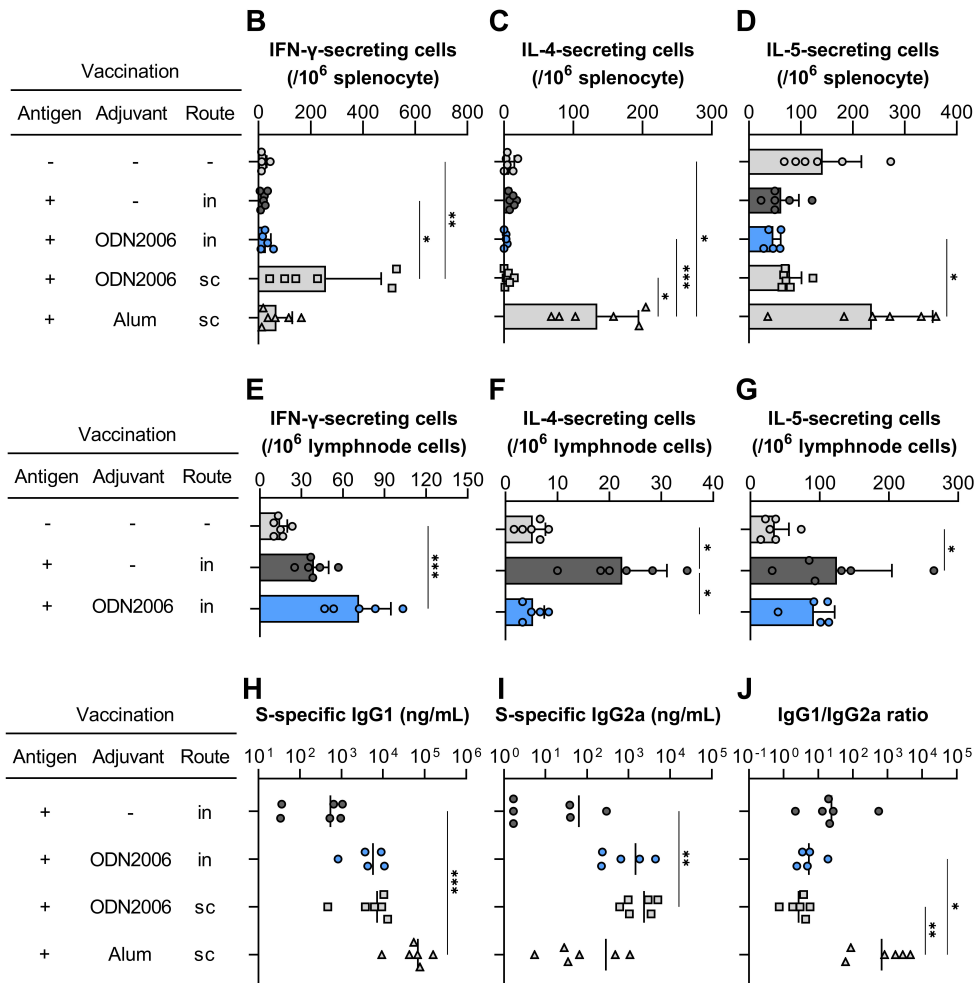 B
C
D
IFN-γ-secreting cells
(/10⁶ splenocyte)
IL-4-secreting cells
(/10⁶ splenocyte)
IL-5-secreting cells
(/10⁶ splenocyte)
Vaccination
Antigen Adjuvant Route
0 200 400 600 800
0 100 200 300
0 100 200 300 400
- - -
+ - in
+ ODN2006 in
+ ODN2006 sc
+ Alum sc
*
**
*
***
*
*
E
F
G
IFN-γ-secreting cells
(/10⁶ lymphnode cells)
IL-4-secreting cells
(/10⁶ lymphnode cells)
IL-5-secreting cells
(/10⁶ lymphnode cells)
Vaccination
Antigen Adjuvant Route
0 30 60 90 120 150
0 10 20 30 40
0 100 200 300
- - -
+ - in
+ ODN2006 in
***
*
*
*
H
I
J
S-specific IgG1 (ng/mL)
S-specific IgG2a (ng/mL)
IgG1/IgG2a ratio
Vaccination
Antigen Adjuvant Route
10¹ 10² 10³ 10⁴ 10⁵ 10⁶
10⁰ 10¹ 10² 10³ 10⁴ 10⁵
10⁻¹ 10⁰ 10¹ 10² 10³ 10⁴ 10⁵
+ - in
+ ODN2006 in
+ ODN2006 sc
+ Alum sc
***
**
**
*